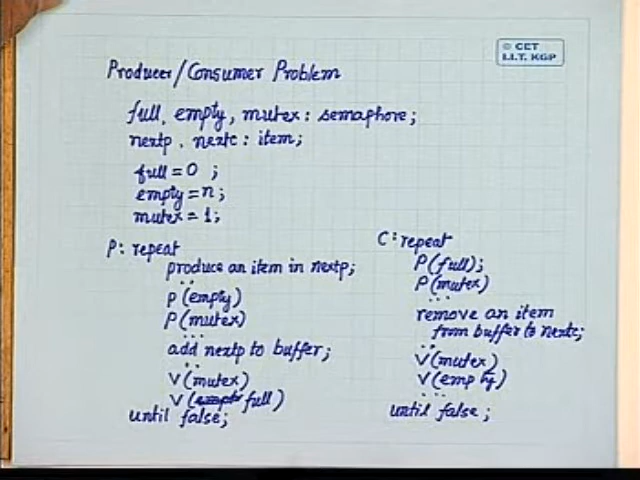 © CET
I.I.T. KGP
Producer/Consumer Problem
full, empty, mutex : semaphore;
nextp, nextc : item;
full = 0 ;
empty = n;
mutex = 1;
P: repeat
produce an item in nextp;
...
P(empty)
P(mutex)
...
add nextp to buffer;
...
V(mutex)
V(full)
until false;
C: repeat
P(full);
P(mutex)
...
remove an item
from buffer to nextc;
...
V(mutex)
V(empty)
...
until false ;